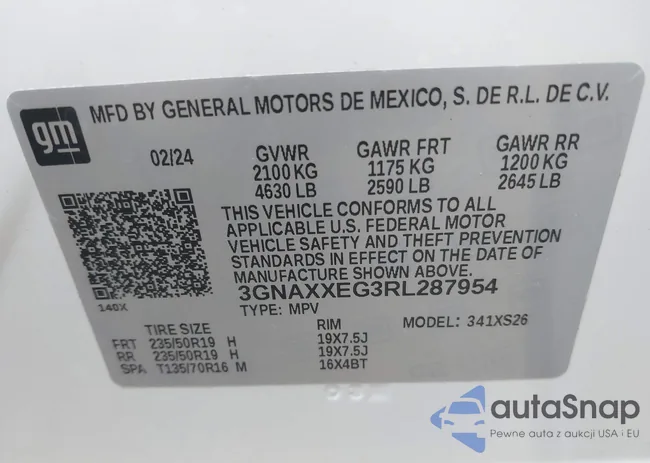 gm
MFD BY GENERAL MOTORS DE MEXICO, S. DE R.L. DE C.V.
02/24 GVWR GAWR FRT GAWR RR
2100 KG 1175 KG 1200 KG
4630 LB 2590 LB 2645 LB
THIS VEHICLE CONFORMS TO ALL
APPLICABLE U.S. FEDERAL MOTOR
VEHICLE SAFETY AND THEFT PREVENTION
STANDARDS IN EFFECT ON THE DATE OF
MANUFACTURE SHOWN ABOVE.
3GNAXXEG3RL287954
140X
TYPE: MPV MODEL: 341XS26
TIRE SIZE RIM
FRT 235/50R19 H 19X7.5J
RR 235/50R19 H 19X7.5J
SPA T135/70R16 M 16X4BT
autaSnap
Pewne auta z aukcji USA i EU